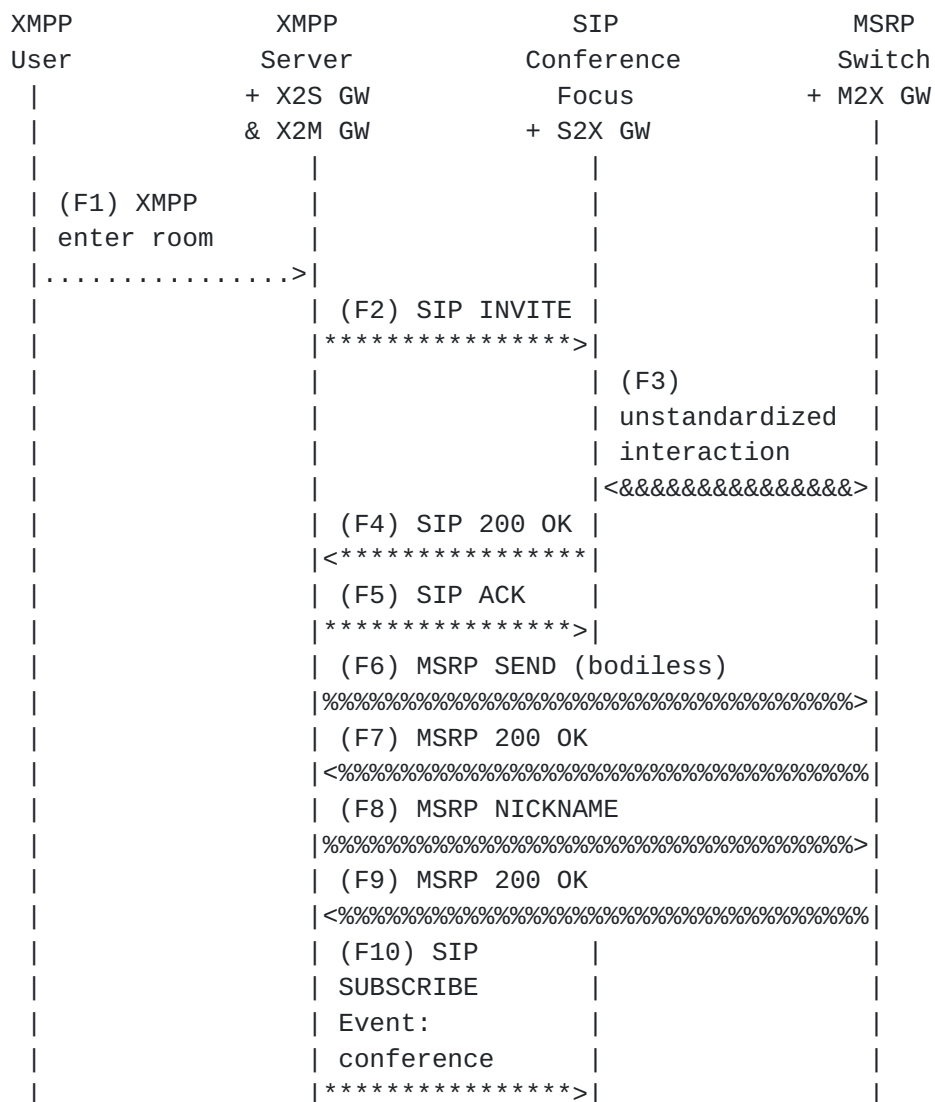 XMPP XMPP SIP MSRP
User Server Conference Switch
| + X2S GW Focus + M2X GW
| & X2M GW + S2X GW |
| | | |
| (F1) XMPP | | |
| enter room | | |
|................>| | |
| | (F2) SIP INVITE | |
| |****************>| |
| | | (F3) |
| | | unstandardized |
| | | interaction |
| | |<&&&&&&&&&&&&&&&>|
| | (F4) SIP 200 OK | |
| |<****************| |
| | (F5) SIP ACK | |
| |****************>| |
| | (F6) MSRP SEND (bodiless) |
| |%%%%%%%%%%%%%%%%%%%%%%%%%%%%%%%%%%>|
| | (F7) MSRP 200 OK |
| |<%%%%%%%%%%%%%%%%%%%%%%%%%%%%%%%%%%|
| | (F8) MSRP NICKNAME |
| |%%%%%%%%%%%%%%%%%%%%%%%%%%%%%%%%%%>|
| | (F9) MSRP 200 OK |
| |<%%%%%%%%%%%%%%%%%%%%%%%%%%%%%%%%%%|
| | (F10) SIP | |
| | SUBSCRIBE | |
| | Event: | |
| | conference | |
| |****************>| |